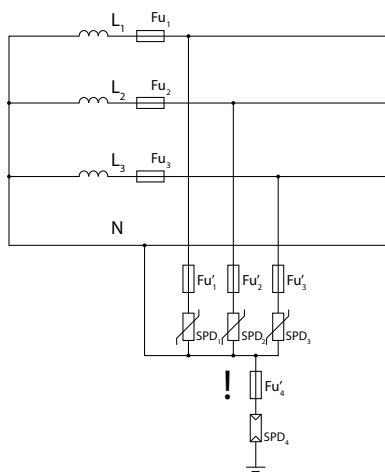 L₁ Fu₁
L₂ Fu₂
L₃ Fu₃
N
Fu'₁ Fu'₂ Fu'₃
SPD₁ SPD₂ SPD₃
! Fu'₄
SPD₄